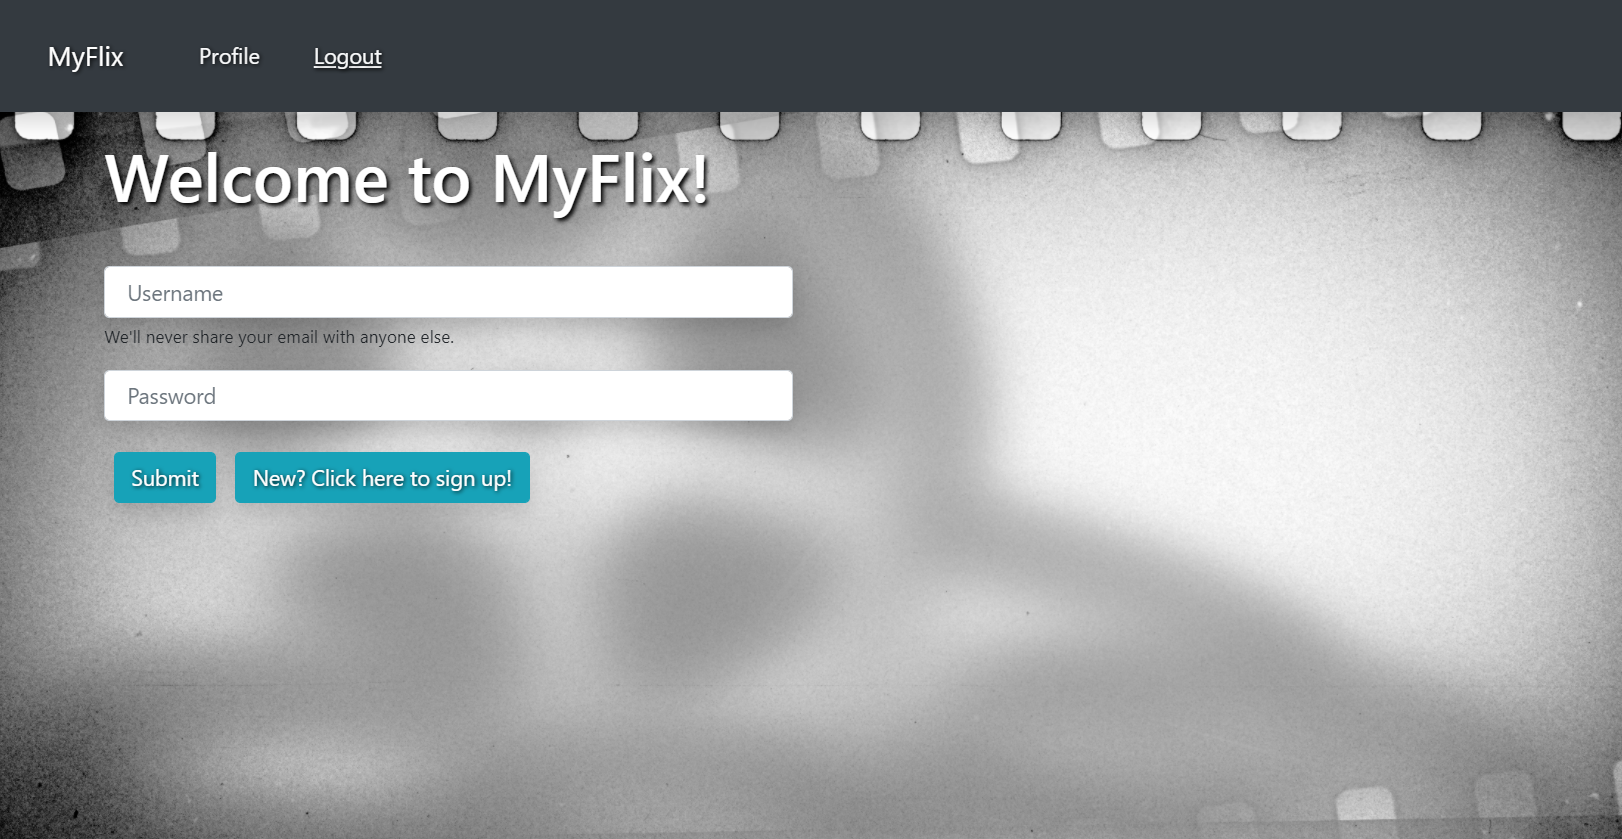 MyFlix Profile Logout
Welcome to MyFlix!
Username
We'll never share your email with anyone else.
Password
Submit New? Click here to sign up!